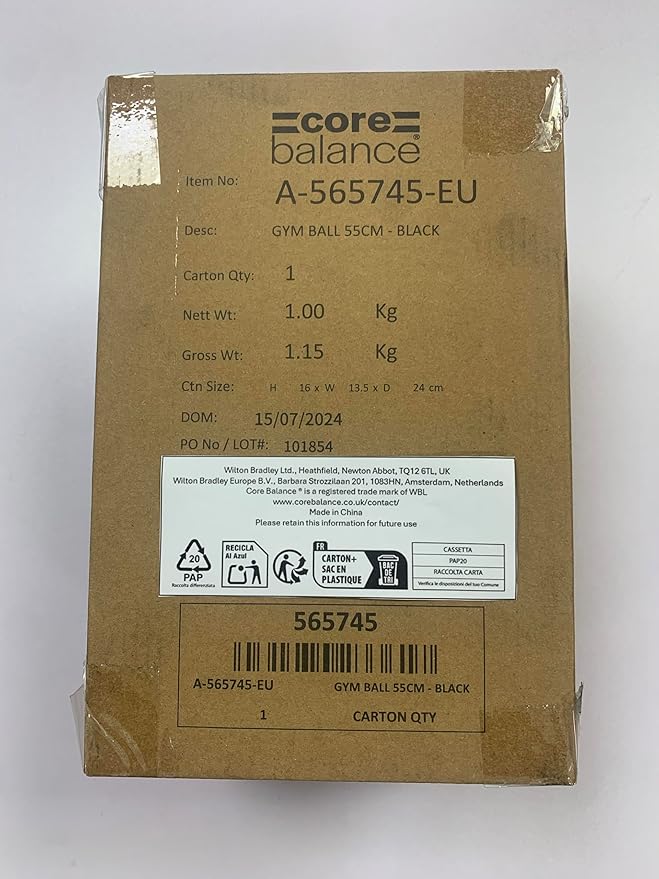 core
balance®
Item No: A-565745-EU
Desc: GYM BALL 55CM - BLACK
Carton Qty: 1
Nett Wt: 1.00 Kg
Gross Wt: 1.15 Kg
Ctn Size: H 16 x W 13.5 x D 24 cm
DOM: 15/07/2024
PO No / LOT#: 101854
Wilton Bradley Ltd., Heathfield, Newton Abbot, TQ12 6TL, UK
Wilton Bradley Europe B.V., Barbara Strozzilaan 201, 1083HN, Amsterdam, Netherlands
Core Balance ® is a registered trade mark of WBL
www.corebalance.co.uk/contact/
Made in China
Please retain this information for future use
20
PAP
Raccolta differenziata
RECICLA
Al Azul
FR
CARTON +
SAC EN
PLASTIQUE
BAC
DE
TRI
CASSETTA
PAP20
RACCOLTA CARTA
Verifica le disposizioni del tuo Comune
565745
A-565745-EU GYM BALL 55CM - BLACK
1 CARTON QTY